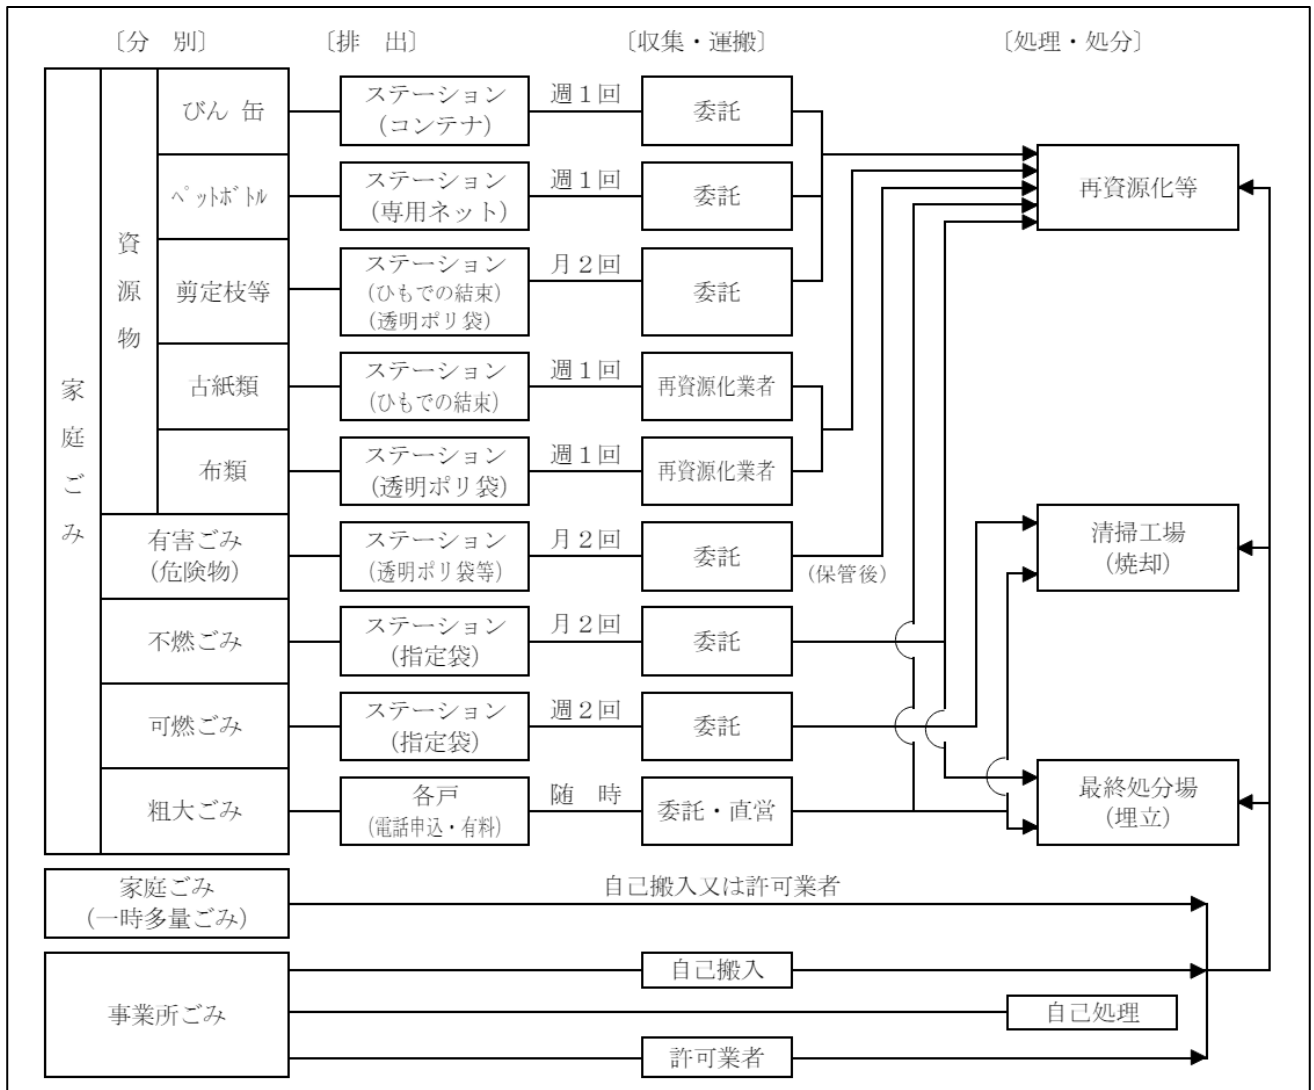 〔分　別〕 〔排　出〕 〔収集・運搬〕 〔処理・処分〕
家庭ごみ
資源物
びん 缶
ステーション
(コンテナ)
週１回
委託
ペットボトル
ステーション
(専用ネット)
週１回
委託
再資源化等
剪定枝等
ステーション
(ひもでの結束)
(透明ポリ袋)
月２回
委託
古紙類
ステーション
(ひもでの結束)
週１回
再資源化業者
布類
ステーション
(透明ポリ袋)
週１回
再資源化業者
有害ごみ
(危険物)
ステーション
(透明ポリ袋等)
月２回
委託
(保管後)
清掃工場
(焼却)
不燃ごみ
ステーション
(指定袋)
月２回
委託
可燃ごみ
ステーション
(指定袋)
週２回
委託
粗大ごみ
各戸
(電話申込・有料)
随　時
委託・直営
最終処分場
(埋立)
家庭ごみ
(一時多量ごみ)
自己搬入又は許可業者
事業所ごみ
自己搬入
自己処理
許可業者